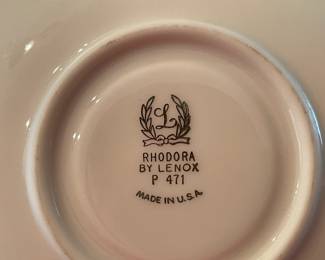 L
RHODORA
BY LENOX
P 471
MADE IN U.S.A.